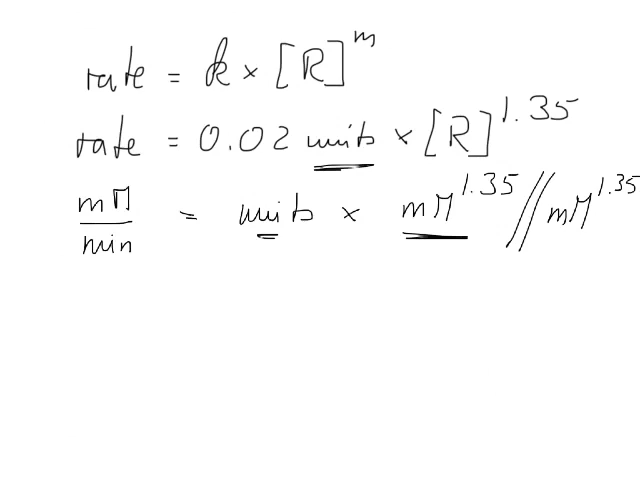 rate = k × [R]^m
rate = 0.02 units × [R]^1.35
mM/min = units × mM^1.35 // mM^1.35